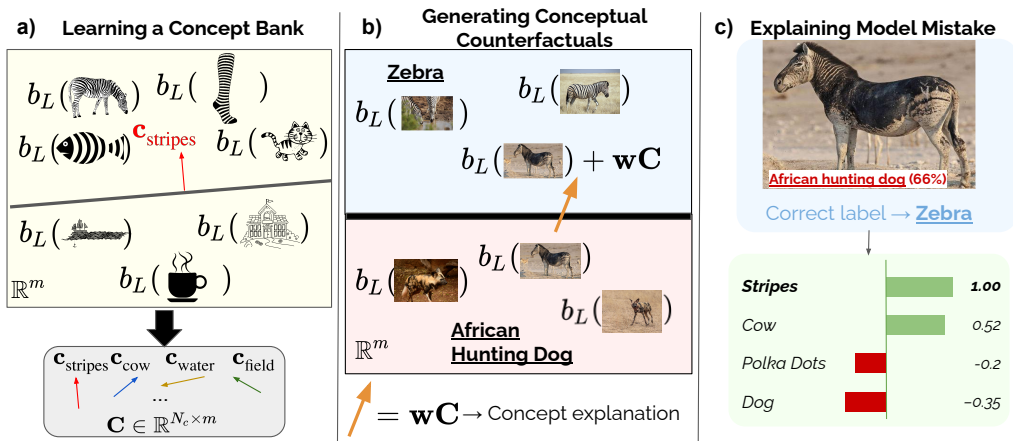 a) Learning a Concept Bank
b_L( ) b_L( )
b_L( ) c_stripes b_L( )
b_L( ) b_L( )
b_L( )
ℝ^m
c_stripes c_cow c_water c_field
...
C ∈ ℝ^{N_c×m}
b) Generating Conceptual
Counterfactuals
Zebra
b_L( ) b_L( )
b_L( ) + wC
b_L( ) b_L( )
b_L( )
African
Hunting Dog
ℝ^m
= wC → Concept explanation
c) Explaining Model Mistake
African hunting dog (66%)
Correct label → Zebra
Stripes 1.00
Cow 0.52
Polka Dots -0.2
Dog -0.35